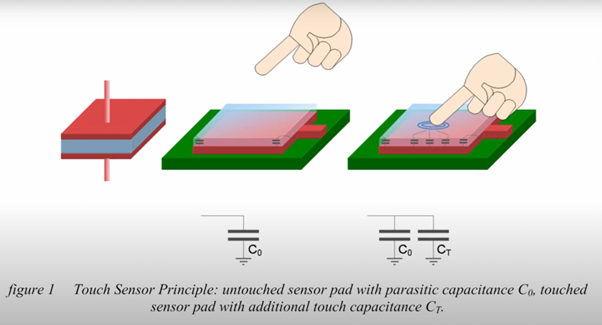 C0
C0
CT
figure 1 Touch Sensor Principle: untouched sensor pad with parasitic capacitance C0, touched
sensor pad with additional touch capacitance CT.